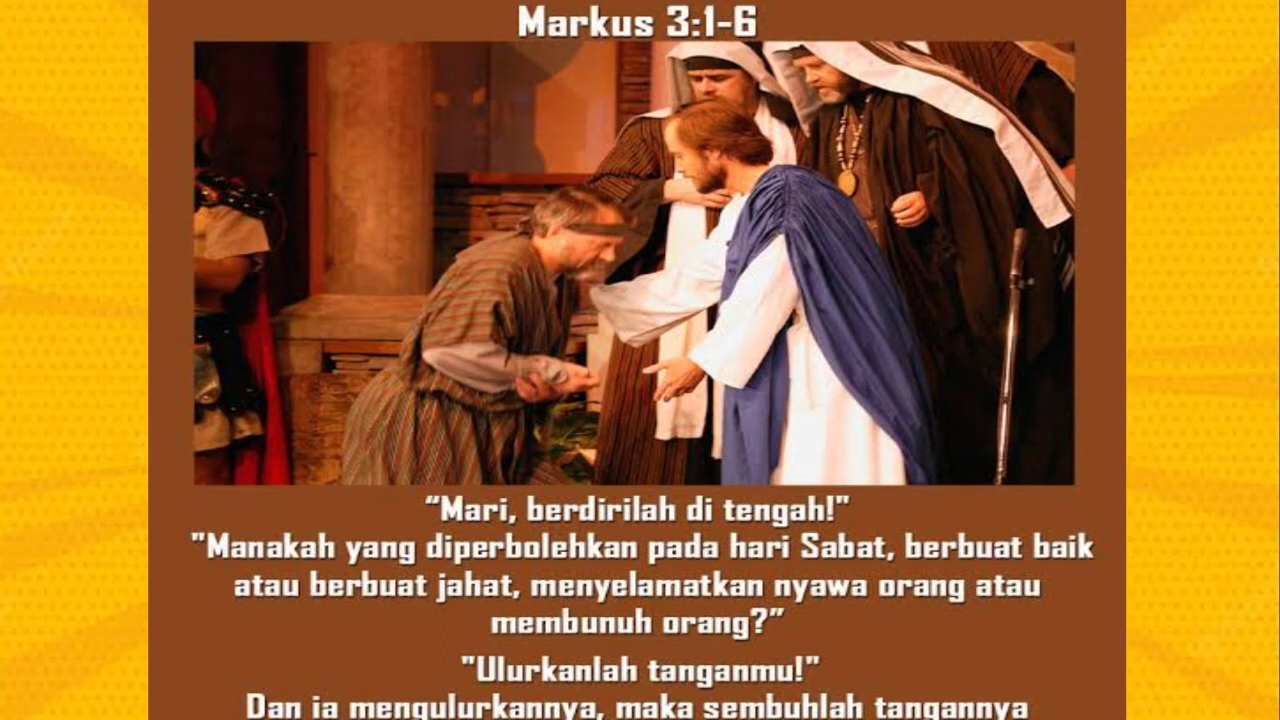 Markus 3:1-6
“Mari, berdirilah di tengah!"
"Manakah yang diperbolehkan pada hari Sabat, berbuat baik
atau berbuat jahat, menyelamatkan nyawa orang atau
membunuh orang?”
"Ulurkanlah tanganmu!"
Dan ia mengulurkannya, maka sembuhlah tangannya